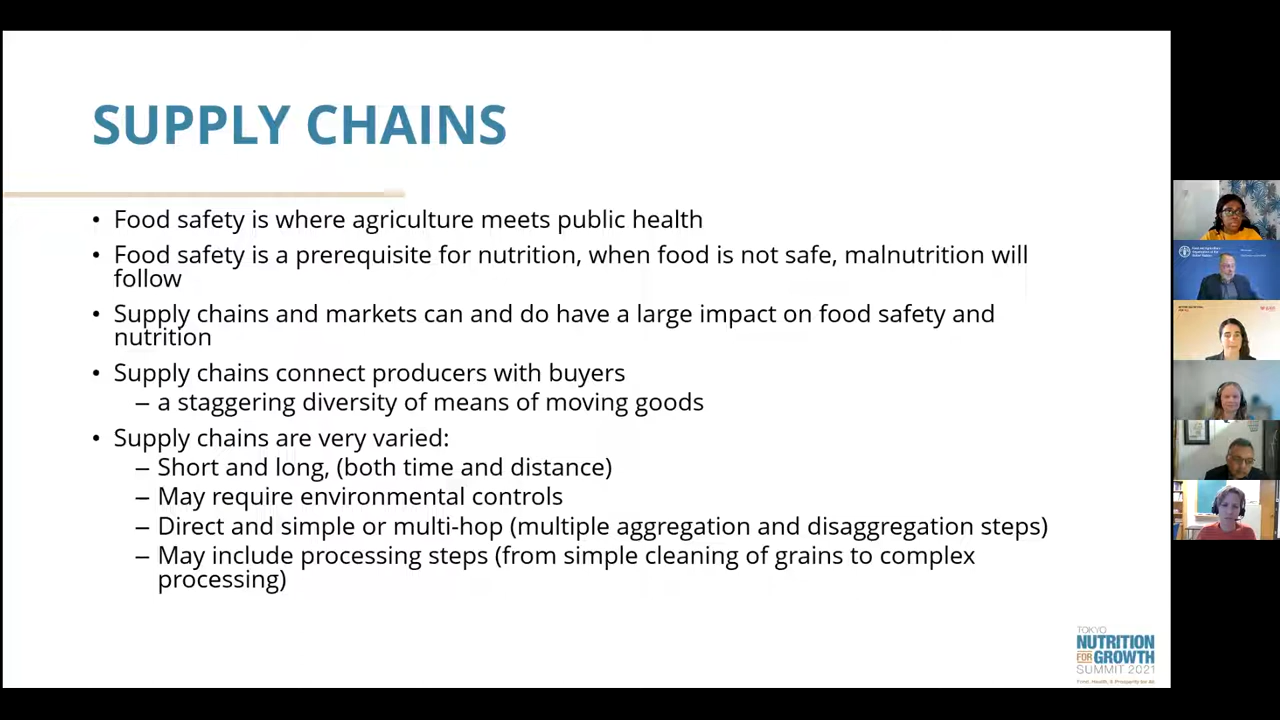 SUPPLY CHAINS
• Food safety is where agriculture meets public health
• Food safety is a prerequisite for nutrition, when food is not safe, malnutrition will
follow
• Supply chains and markets can and do have a large impact on food safety and
nutrition
• Supply chains connect producers with buyers
– a staggering diversity of means of moving goods
• Supply chains are very varied:
– Short and long, (both time and distance)
– May require environmental controls
– Direct and simple or multi-hop (multiple aggregation and disaggregation steps)
– May include processing steps (from simple cleaning of grains to complex
processing)
TOKYO
NUTRITION
FOR GROWTH
SUMMIT 2021
Food, Health, & Prosperity for All